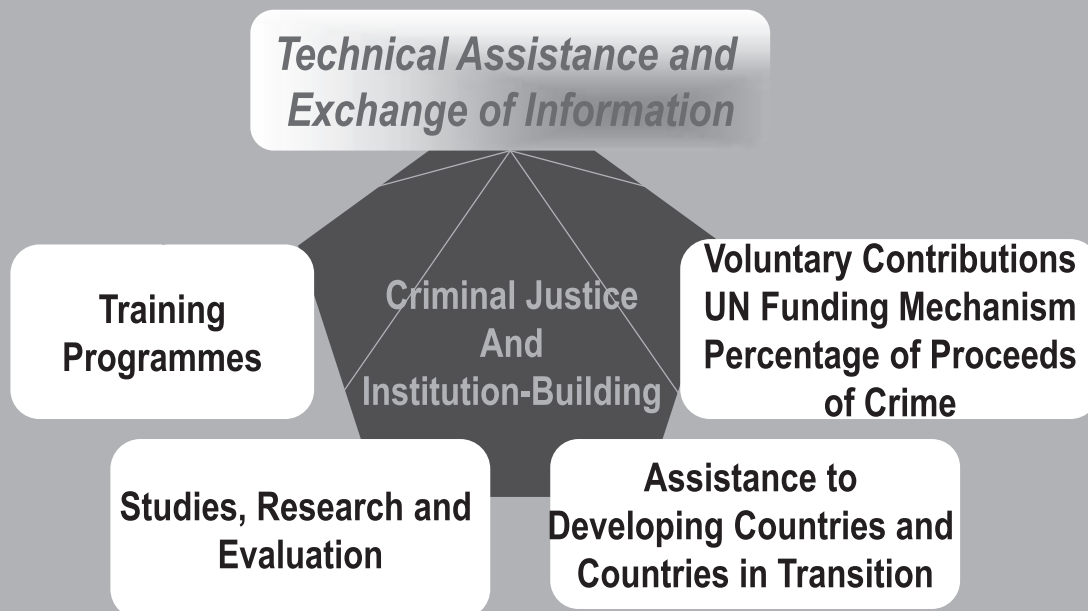 Technical Assistance and
Exchange of Information
Training
Programmes
Criminal Justice
And
Institution-Building
Voluntary Contributions
UN Funding Mechanism
Percentage of Proceeds
of Crime
Studies, Research and
Evaluation
Assistance to
Developing Countries and
Countries in Transition